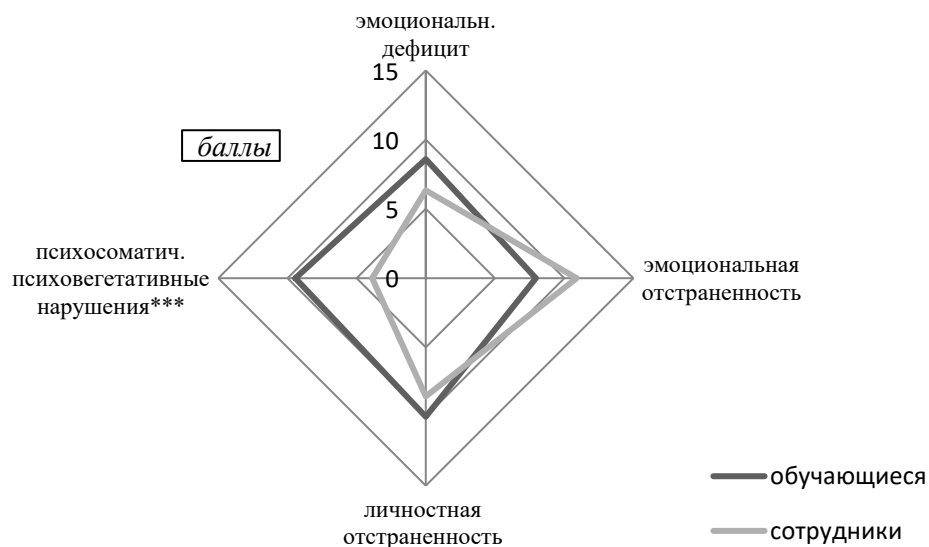 эмоциональн.
дефицит
15
баллы
10
5
0
психосоматич.
психовегетативные
нарушения***
эмоциональная
отстраненность
личностная
отстраненность
обучающиеся
сотрудники